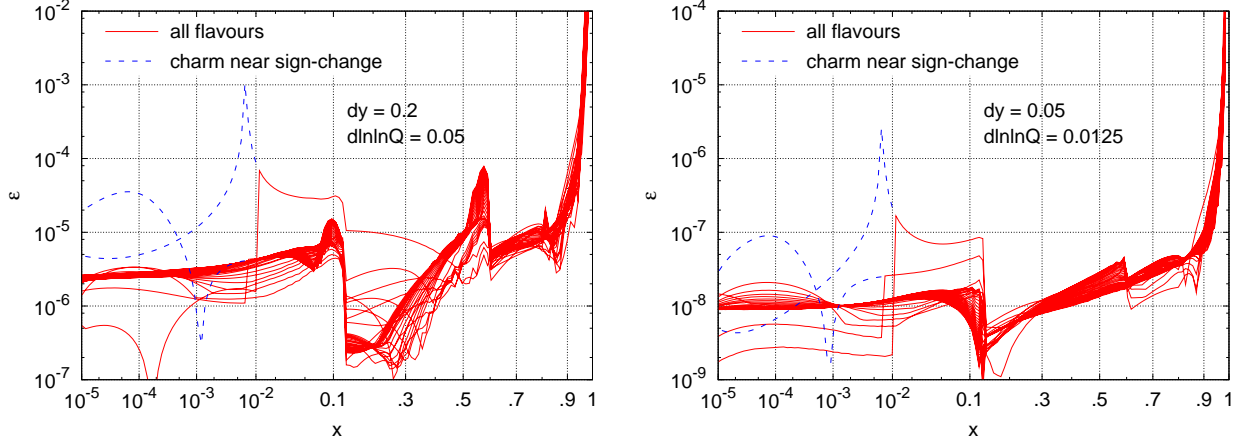 10⁻²
10⁻³
10⁻⁴
10⁻⁵
10⁻⁶
10⁻⁷
ε
all flavours
charm near sign-change
dy = 0.2
dlnlnQ = 0.05
10⁻⁵ 10⁻⁴ 10⁻³ 10⁻² 0.1 .3 .5 .7 .9 1
x
10⁻⁴
10⁻⁵
10⁻⁶
10⁻⁷
10⁻⁸
10⁻⁹
ε
all flavours
charm near sign-change
dy = 0.05
dlnlnQ = 0.0125
10⁻⁵ 10⁻⁴ 10⁻³ 10⁻² 0.1 .3 .5 .7 .9 1
x